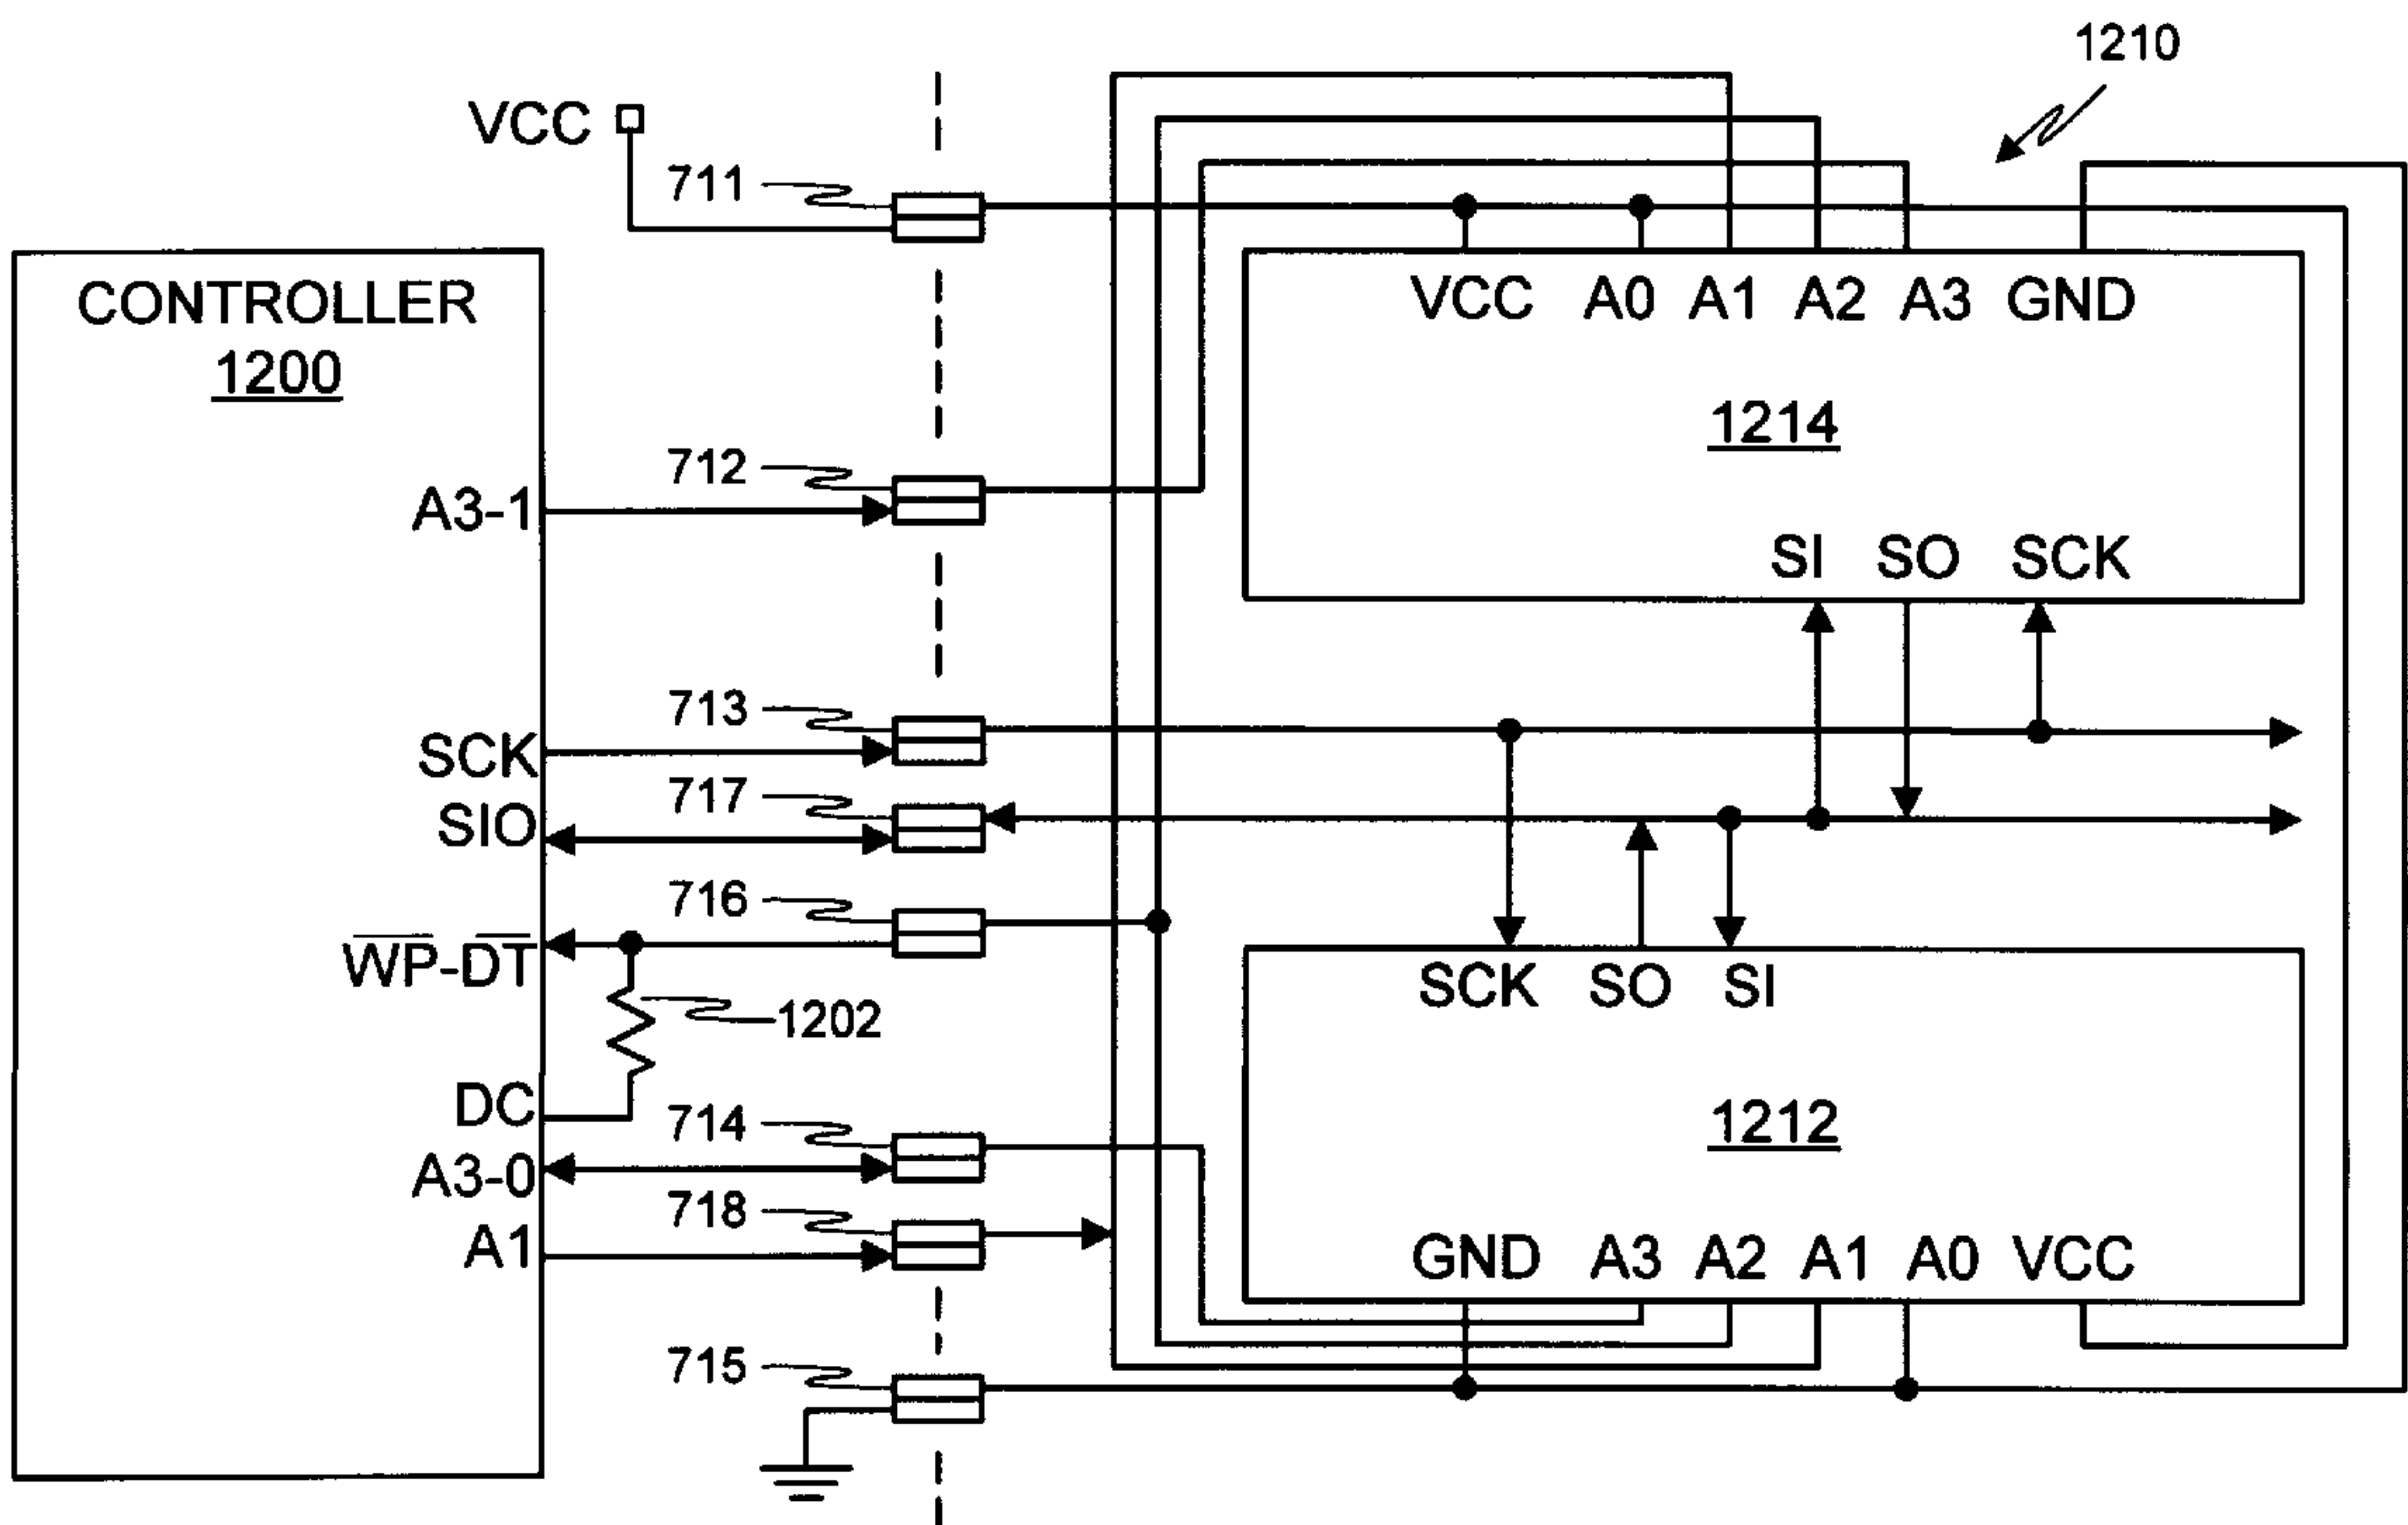 1210
VCC
711
CONTROLLER
1200
VCC A0 A1 A2 A3 GND
1214
712
A3-1
SI SO SCK
713
SCK
717
SIO
716
WP-DT
SCK SO SI
1202
DC
714
1212
A3-0
718
A1
GND A3 A2 A1 A0 VCC
715